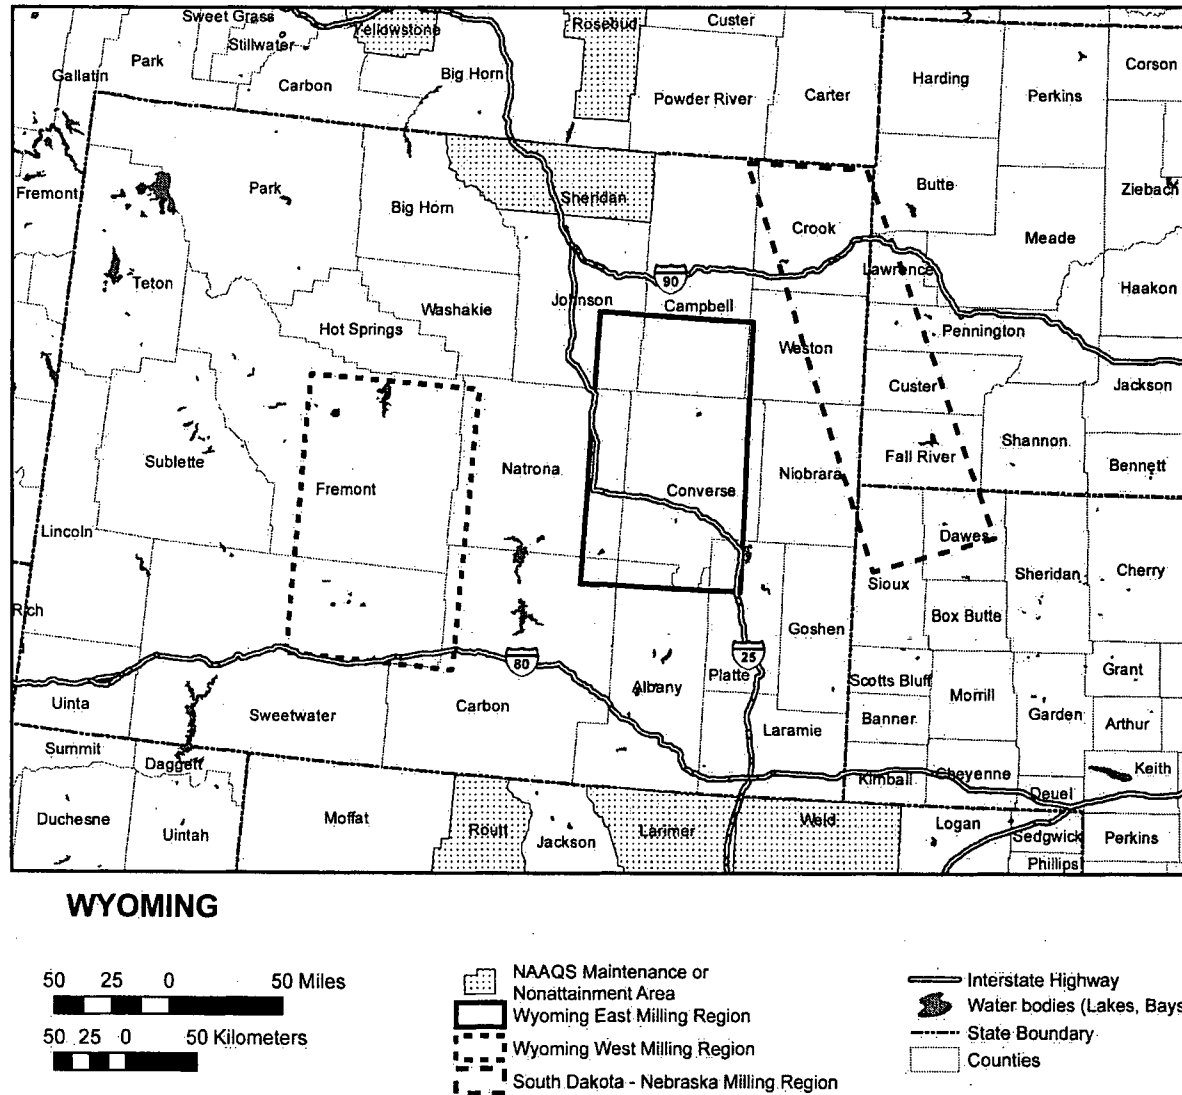 Sweet Grass
Yellowstone
Rosebud
Custer
Stillwater
Park
Gallatin
Carbon
Big Horn
Powder River
Carter
Harding
Perkins
Corson
Fremont
Park
Big Horn
Sheridan
Crook
Butte
Ziebach
Meade
Teton
Lawrence
Haakon
90
Johnson
Campbell
Washakie
Hot Springs
Weston
Pennington
Custer
Jackson
Sublette
Fremont
Natrona
Converse
Niobrara
Fall River
Shannon
Bennett
Lincoln
Dawes
Sioux
Sheridan
Cherry
Rich
Goshen
Box Butte
80
25
Grant
Uinta
Sweetwater
Carbon
Albany
Platte
Scotts Bluff
Morrill
Garden
Arthur
Banner
Laramie
Summit
Daggett
Kimball
Cheyenne
Deuel
Keith
Duchesne
Uintah
Moffat
Routt
Jackson
Larimer
Weld
Logan
Sedgwick
Perkins
Phillips
WYOMING
50 25 0 50 Miles
50 25 0 50 Kilometers
NAAQS Maintenance or
Nonattainment Area
Wyoming East Milling Region
Wyoming West Milling Region
South Dakota - Nebraska Milling Region
Interstate Highway
Water bodies (Lakes, Bays
State Boundary
Counties